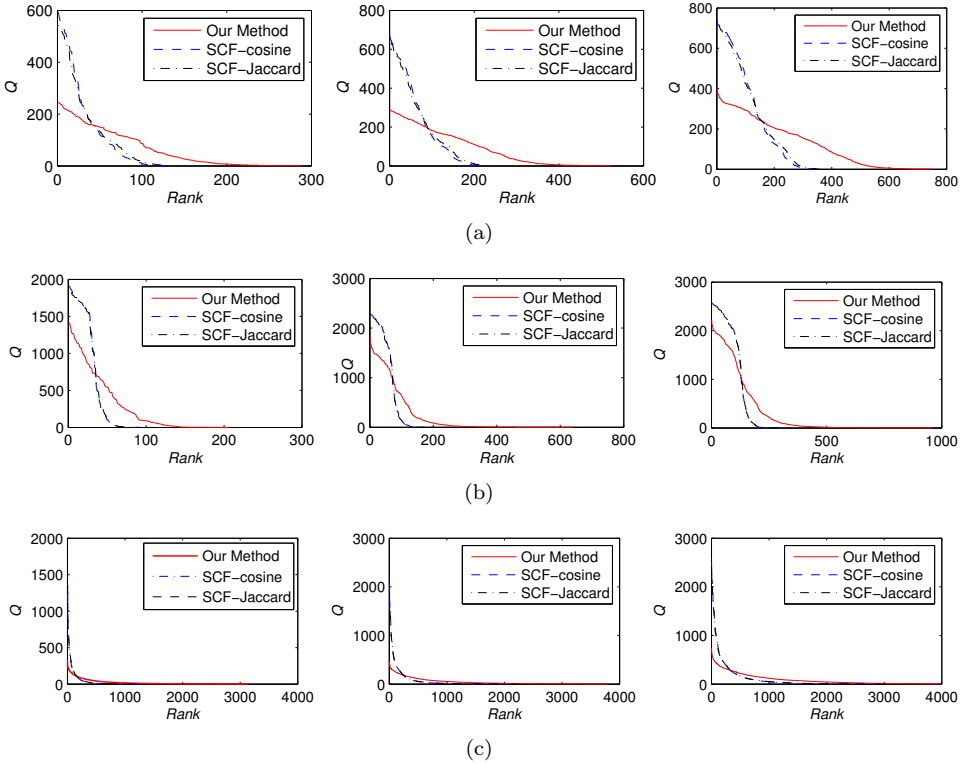 600
400
200
0
Q
0
100
200
300
Rank
Our Method
SCF−cosine
SCF−Jaccard
800
600
400
200
0
Q
0
200
400
600
Rank
Our Method
SCF−cosine
SCF−Jaccard
800
600
400
200
0
Q
0
200
400
600
800
Rank
Our Method
SCF−cosine
SCF−Jaccard
(a)
2000
1500
1000
500
0
Q
0
100
200
300
Rank
Our Method
SCF−cosine
SCF−Jaccard
3000
2000
1000
0
Q
0
200
400
600
800
Rank
Our Method
SCF−cosine
SCF−Jaccard
3000
2000
1000
0
Q
0
500
1000
Rank
Our Method
SCF−cosine
SCF−Jaccard
(b)
2000
1500
1000
500
0
Q
0
1000
2000
3000
4000
Rank
Our Method
SCF−cosine
SCF−Jaccard
3000
2000
1000
0
Q
0
1000
2000
3000
4000
Rank
Our Method
SCF−cosine
SCF−Jaccard
3000
2000
1000
0
Q
0
1000
2000
3000
4000
Rank
Our Method
SCF−cosine
SCF−Jaccard
(c)